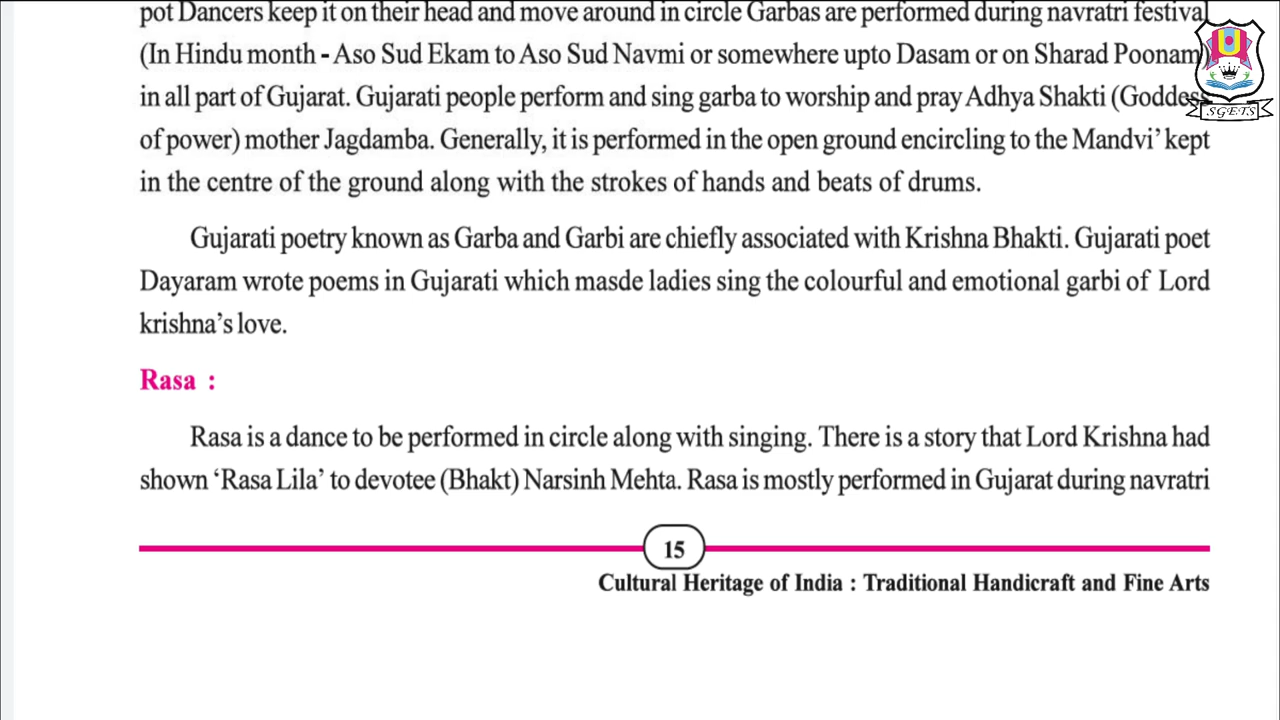 pot Dancers keep it on their head and move around in circle Garbas are performed during navratri festival
(In Hindu month - Aso Sud Ekam to Aso Sud Navmi or somewhere upto Dasam or on Sharad Poonam)
in all part of Gujarat. Gujarati people perform and sing garba to worship and pray Adhya Shakti (Goddess
of power) mother Jagdamba. Generally, it is performed in the open ground encircling to the Mandvi’ kept
in the centre of the ground along with the strokes of hands and beats of drums.
Gujarati poetry known as Garba and Garbi are chiefly associated with Krishna Bhakti. Gujarati poet
Dayaram wrote poems in Gujarati which masde ladies sing the colourful and emotional garbi of Lord
krishna’s love.
Rasa :
Rasa is a dance to be performed in circle along with singing. There is a story that Lord Krishna had
shown ‘Rasa Lila’ to devotee (Bhakt) Narsinh Mehta. Rasa is mostly performed in Gujarat during navratri
15
Cultural Heritage of India : Traditional Handicraft and Fine Arts
SGETS